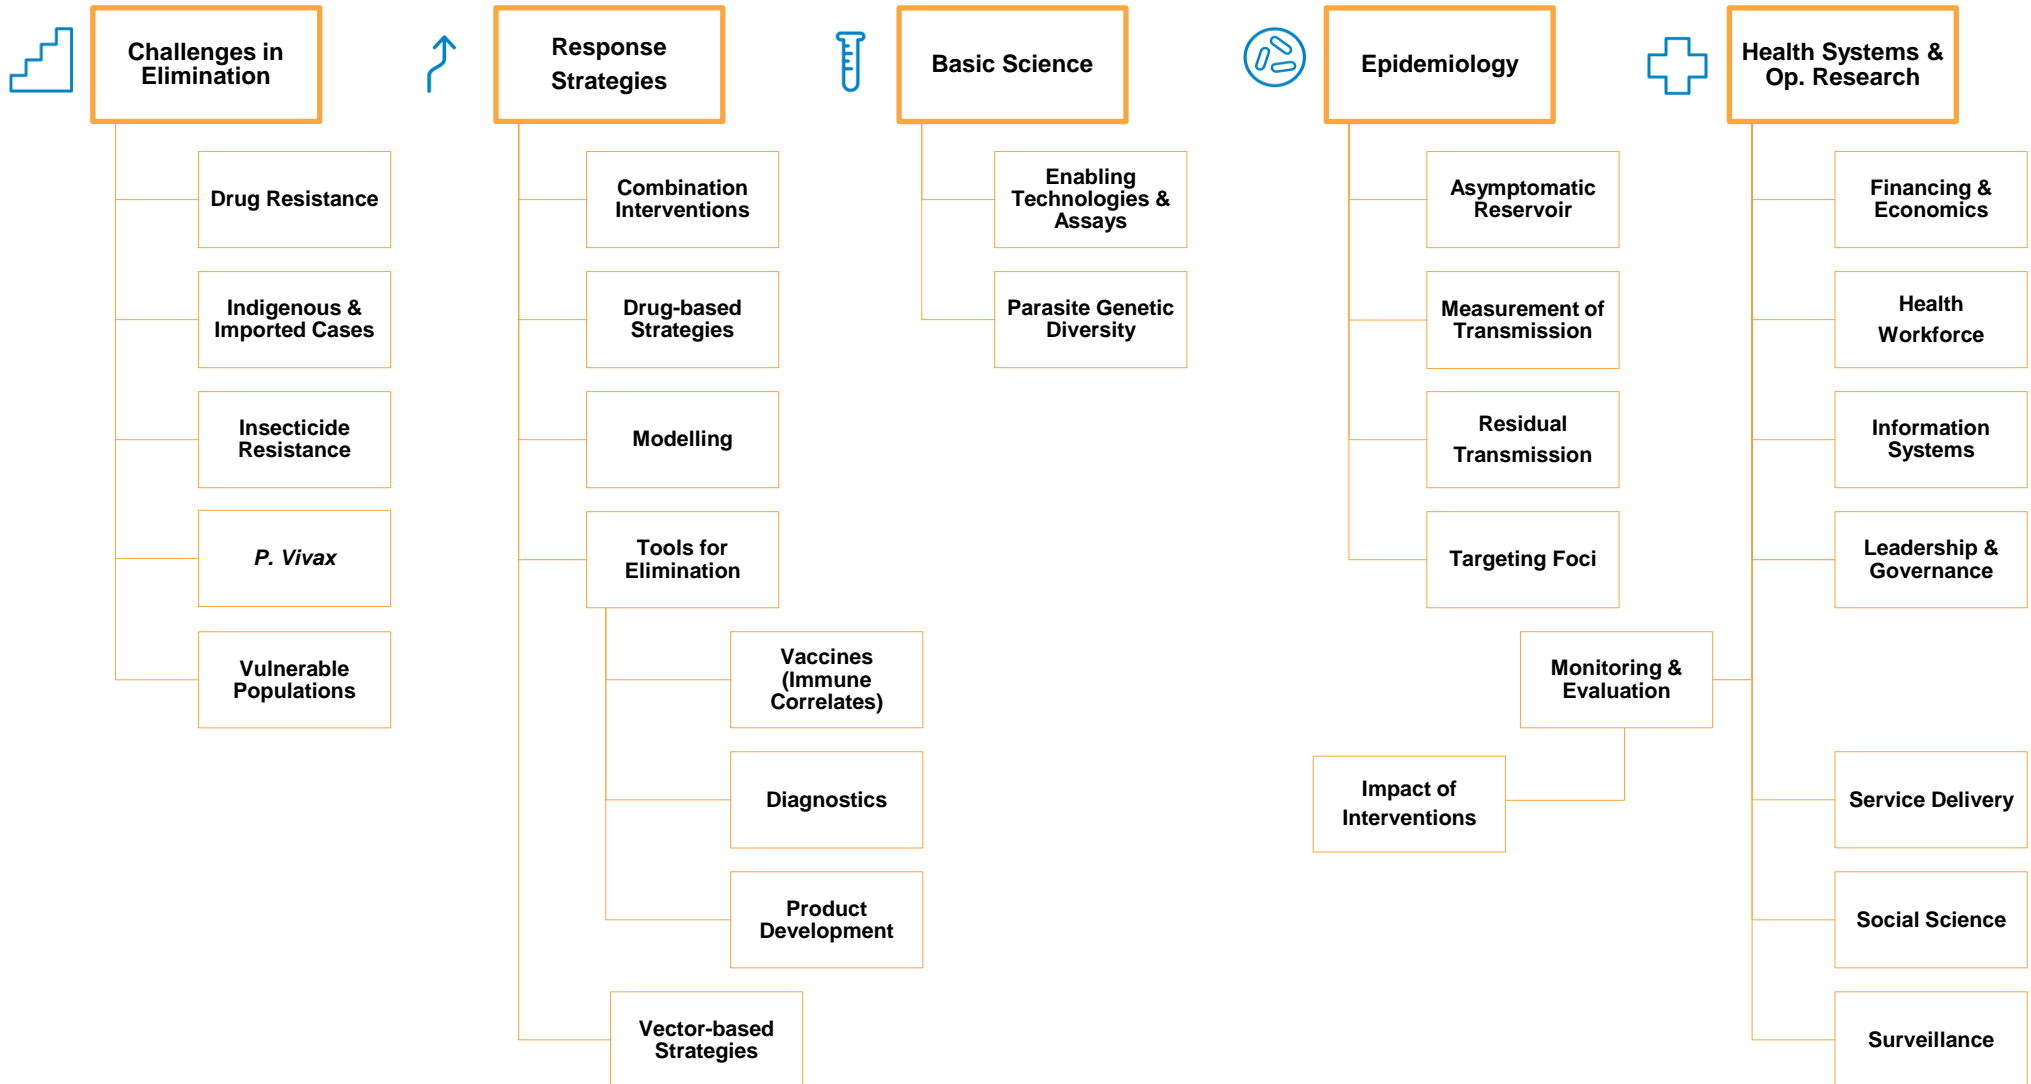 Challenges in
Elimination
Drug Resistance
Indigenous &
Imported Cases
Insecticide
Resistance
P. Vivax
Vulnerable
Populations
Response
Strategies
Combination
Interventions
Drug-based
Strategies
Modelling
Tools for
Elimination
Vaccines
(Immune
Correlates)
Diagnostics
Product
Development
Vector-based
Strategies
Basic Science
Enabling
Technologies &
Assays
Parasite Genetic
Diversity
Epidemiology
Asymptomatic
Reservoir
Measurement of
Transmission
Residual
Transmission
Targeting Foci
Health Systems &
Op. Research
Financing &
Economics
Health
Workforce
Information
Systems
Leadership &
Governance
Monitoring &
Evaluation
Impact of
Interventions
Service Delivery
Social Science
Surveillance